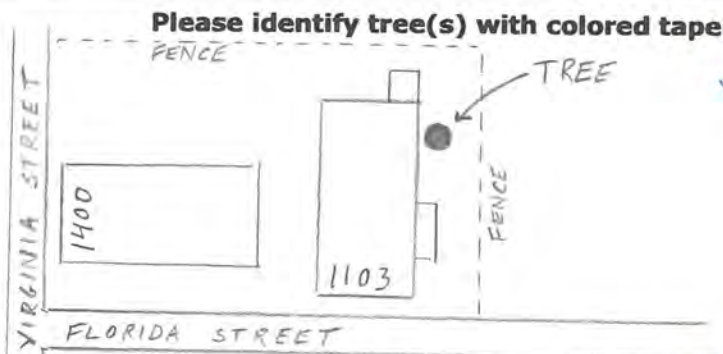 Please identify tree(s) with colored tape
FENCE
TREE
VIRGINIA STREET
1400
FENCE
1103
FLORIDA STREET